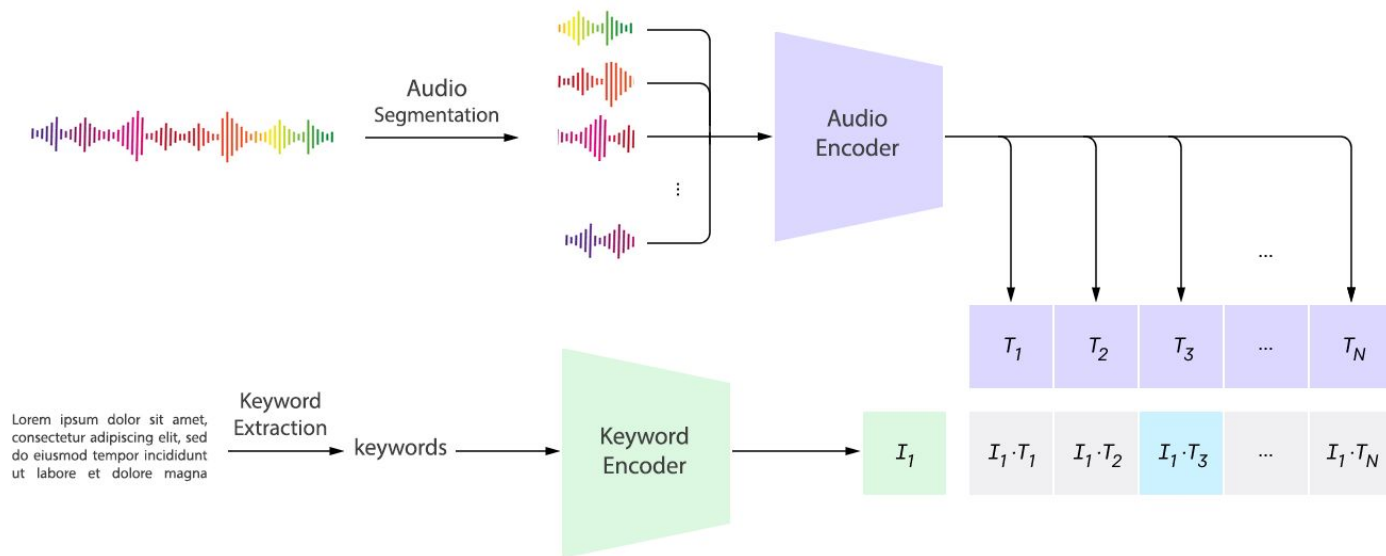 Audio
Segmentation
⋮
Audio
Encoder
...
T₁ T₂ T₃ ... T_N
Lorem ipsum dolor sit amet,
consectetur adipiscing elit, sed
do eiusmod tempor incididunt
ut labore et dolore magna
Keyword
Extraction
keywords
Keyword
Encoder
I₁
I₁·T₁ I₁·T₂ I₁·T₃ ... I₁·T_N